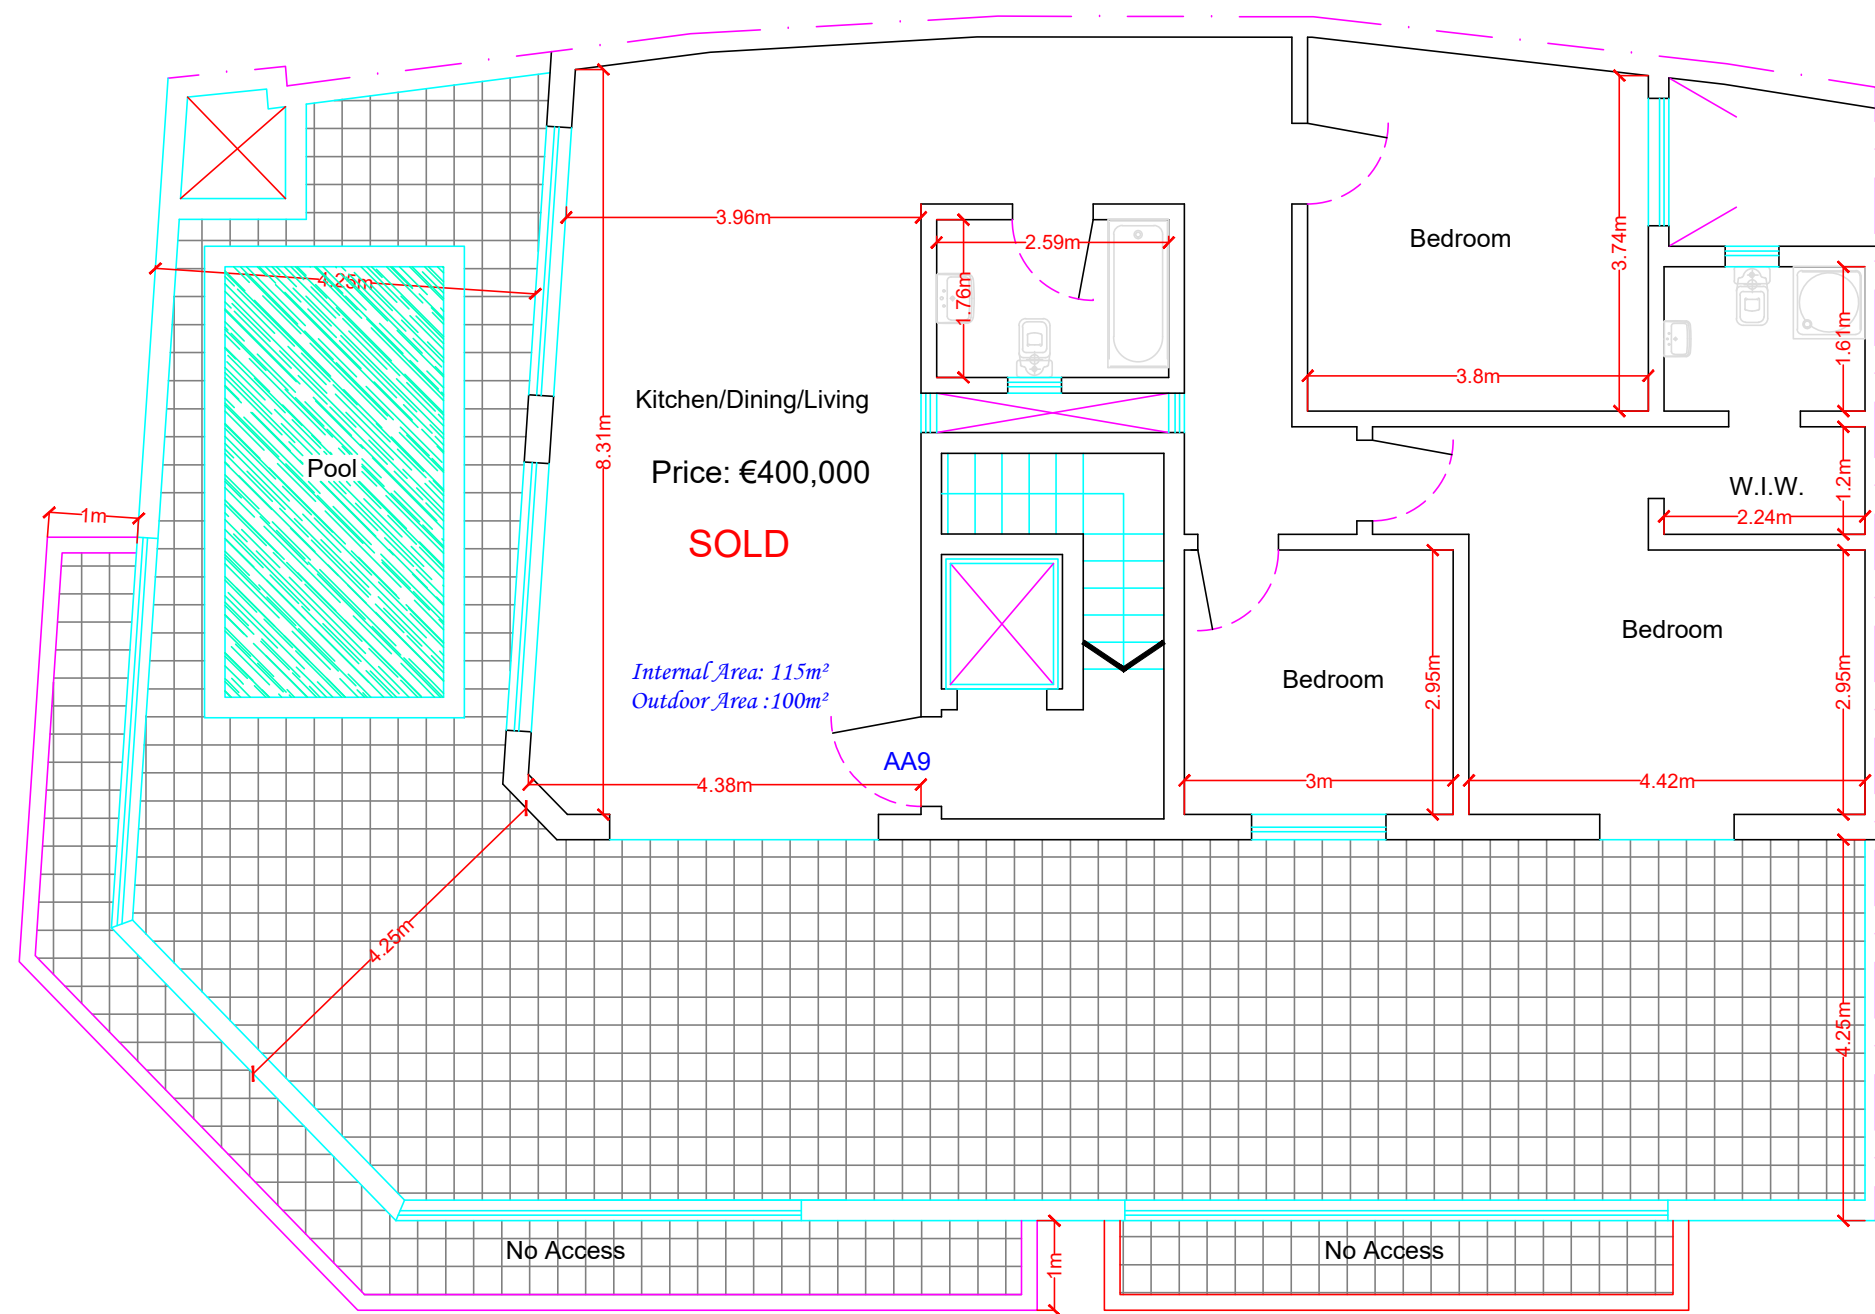 3.96m
2.59m
Bedroom
3.74m
4.25m
1.76m
1.61m
3.8m
Kitchen/Dining/Living
8.31m
Pool
Price: €400,000
W.I.W.
1.2m
1m
2.24m
SOLD
Bedroom
Internal Area: 115m²
Outdoor Area :100m²
Bedroom
2.95m
2.95m
AA9
4.38m
3m
4.42m
4.25m
4.25m
No Access
1m
No Access